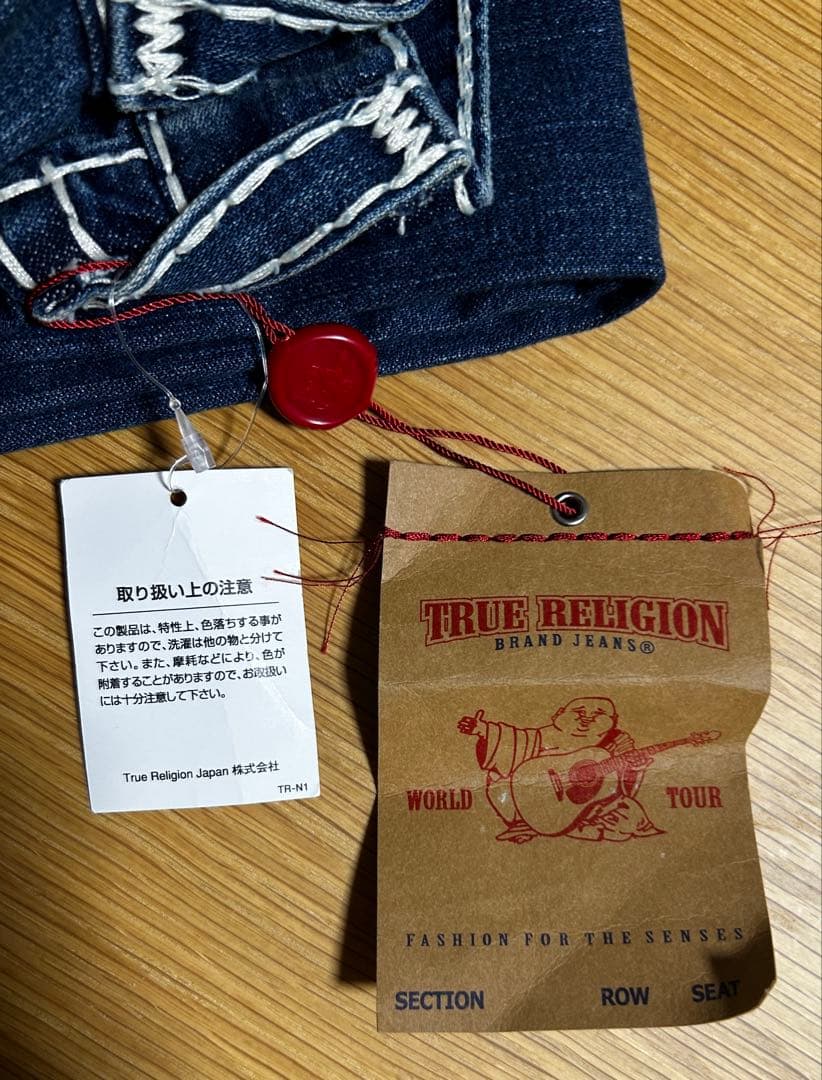 取り扱い上の注意
この製品は、特性上、色落ちする事が
ありますので、洗濯は他の物と分けて
下さい。また、摩耗などにより、色が
附着することがありますので、お取扱い
には十分注意して下さい。
True Religion Japan 株式会社
TR-N1
TRUE RELIGION
BRAND JEANS®
WORLD TOUR
FASHION FOR THE SENSES
SECTION ROW SEAT